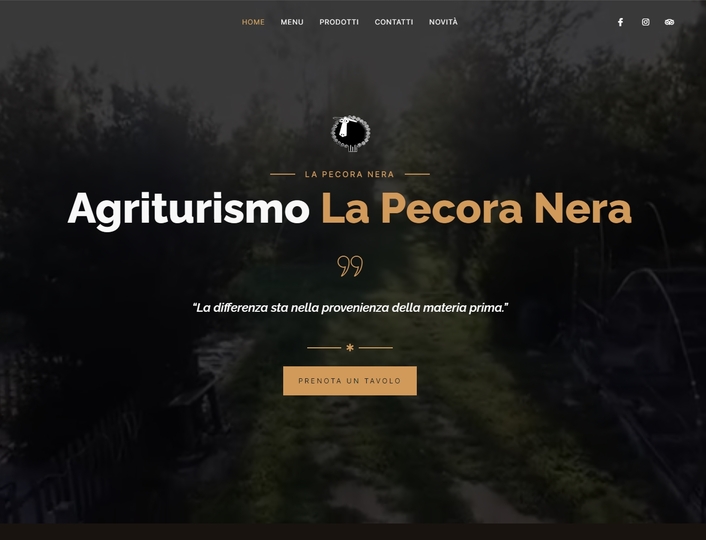 HOME MENU PRODOTTI CONTATTI NOVITÀ
LA PECORA NERA
Agriturismo La Pecora Nera
“La differenza sta nella provenienza della materia prima.”
PRENOTA UN TAVOLO